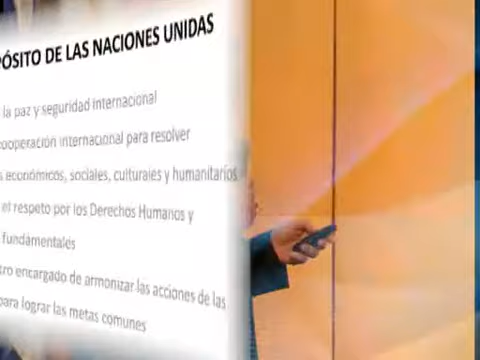 PÓSITO DE LAS NACIONES UNIDAS
la paz y seguridad internacional
cooperación internacional para resolver
s económicos, sociales, culturales y humanitarios
el respeto por los Derechos Humanos y
fundamentales
tro encargado de armonizar las acciones de las
para lograr las metas comunes